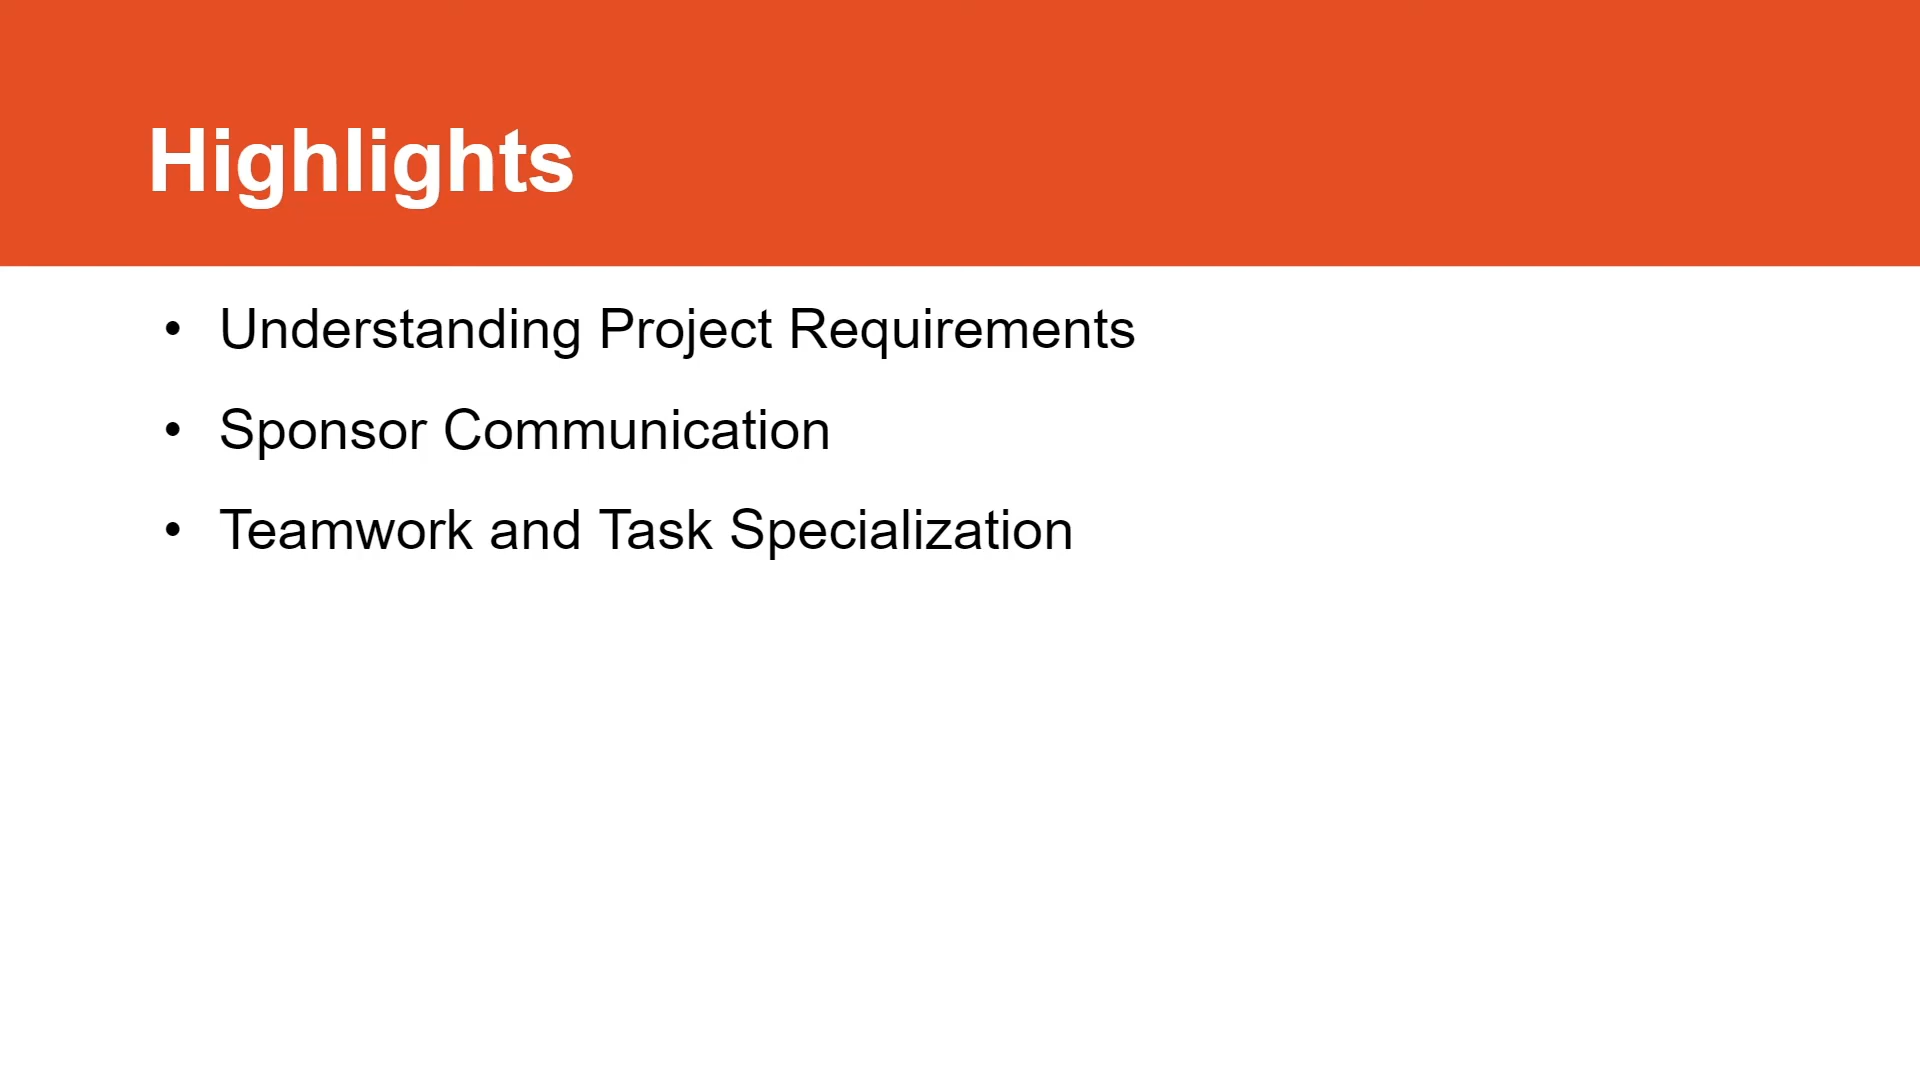 Highlights
• Understanding Project Requirements
• Sponsor Communication
• Teamwork and Task Specialization